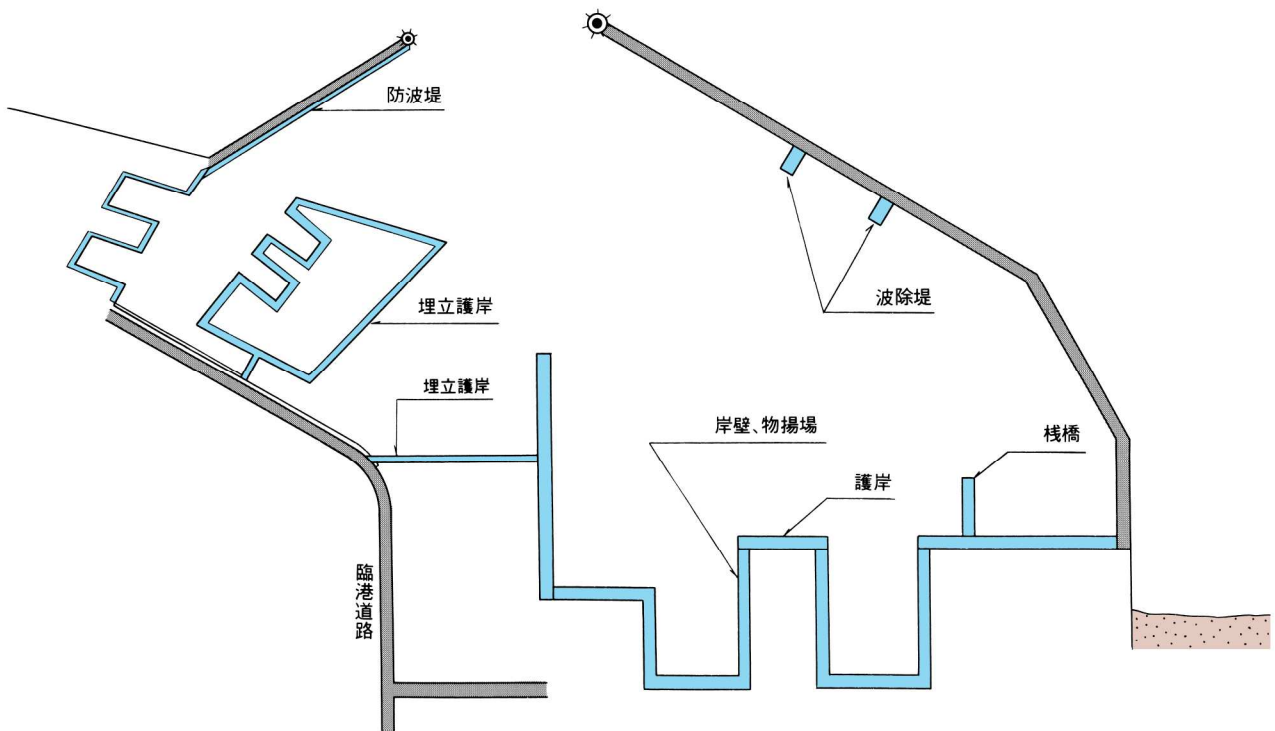 防波堤
埋立護岸
波除堤
埋立護岸
岸壁、物揚場
桟橋
護岸
臨港道路